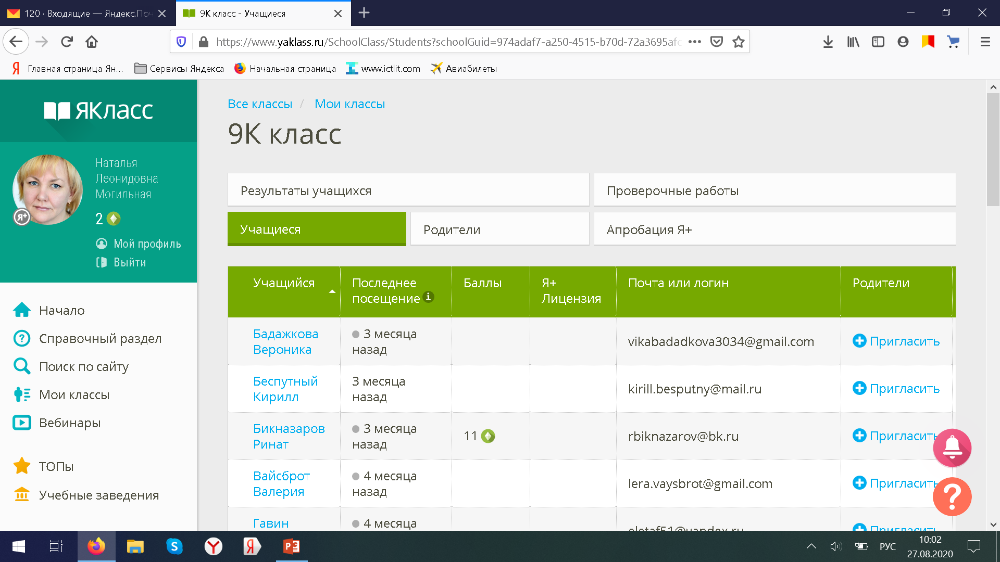 120 · Входящие — Яндекс.Поч
9К класс - Учащиеся
https://www.yaklass.ru/SchoolClass/Students?schoolGuid=974adaf7-a250-4515-b70d-72a3695afc
Главная страница Ян...
Сервисы Яндекса
Начальная страница
www.ictlit.com
Авиабилеты
ЯКласс
Наталья
Леонидовна
Могильная
Я+
2
Мой профиль
Выйти
Начало
Справочный раздел
Поиск по сайту
Мои классы
Вебинары
ТОПы
Учебные заведения
Все классы / Мои классы
9К класс
Результаты учащихся
Проверочные работы
Учащиеся
Родители
Апробация Я+
Учащийся
Последнее
посещение
Баллы
Я+
Лицензия
Почта или логин
Родители
Бадажкова
Вероника
3 месяца
назад
vikabadadkova3034@gmail.com
Пригласить
Беспутный
Кирилл
3 месяца
назад
kirill.besputny@mail.ru
Пригласить
Бикназаров
Ринат
3 месяца
назад
11
rbiknazarov@bk.ru
Пригласить
Вайсброт
Валерия
4 месяца
назад
lera.vaysbrot@gmail.com
Пригласить
Гавин
4 месяца
eletaf51@yandex.ru
Пригласить
РУС
10:02
27.08.2020